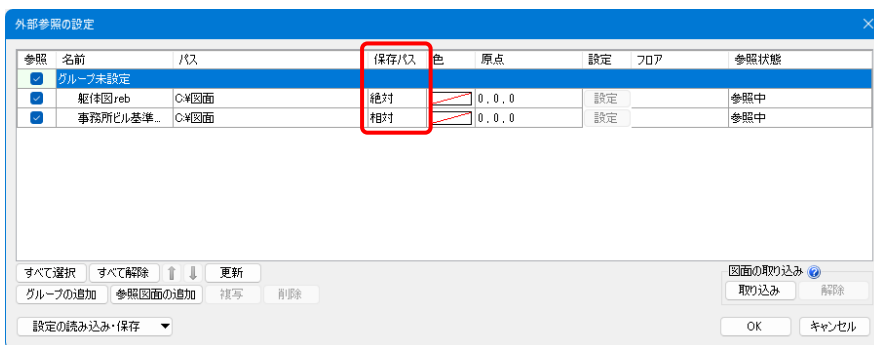 外部参照の設定
参照 名前 パス 保存パス 色 原点 設定 フロア 参照状態
グループ未設定
躯体図.reb C:¥図面 絶対 0, 0, 0 設定 参照中
事務所ビル基準... C:¥図面 相対 0, 0, 0 設定 参照中
すべて選択 すべて解除 更新
図面の取り込み
グループの追加 参照図面の追加 複写 削除
取り込み 解除
設定の読み込み・保存
OK キャンセル